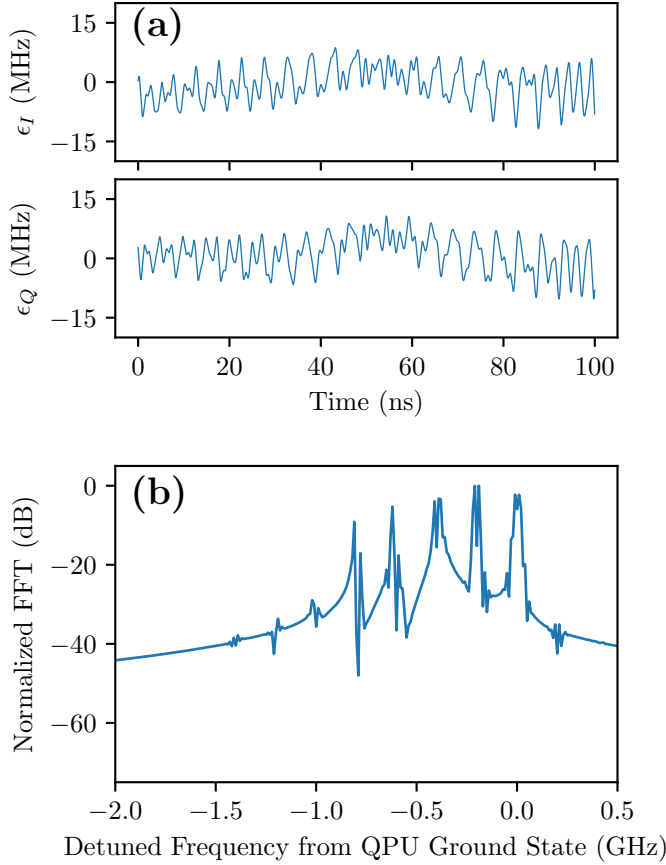 (a)
15
0
−15
ϵ_I (MHz)
15
0
−15
ϵ_Q (MHz)
0 20 40 60 80 100
Time (ns)
(b)
0
−20
−40
−60
Normalized FFT (dB)
−2.0 −1.5 −1.0 −0.5 0.0 0.5
Detuned Frequency from QPU Ground State (GHz)